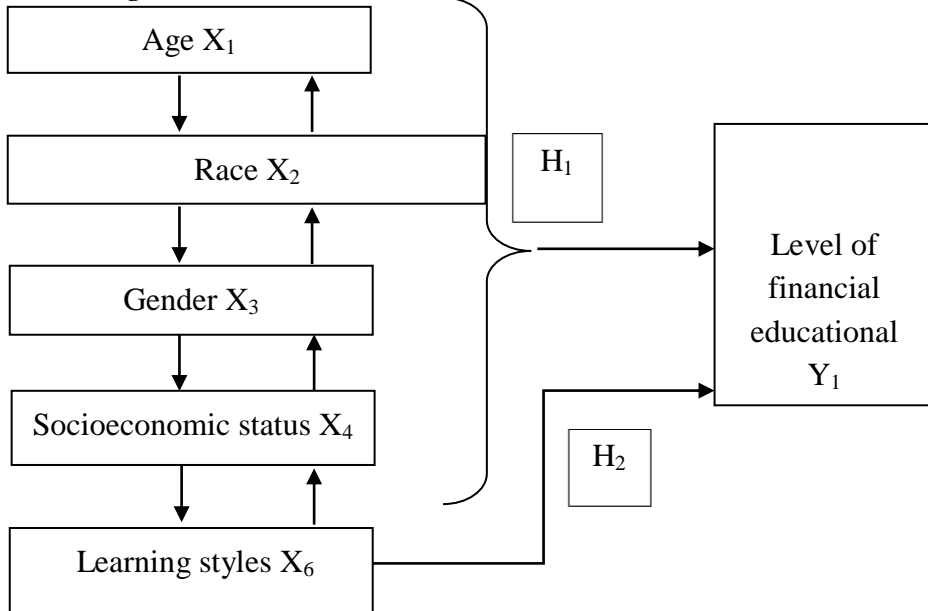 Age X₁
Race X₂
H₁
Gender X₃
Level of
financial
educational
Y₁
Socioeconomic status X₄
H₂
Learning styles X₆